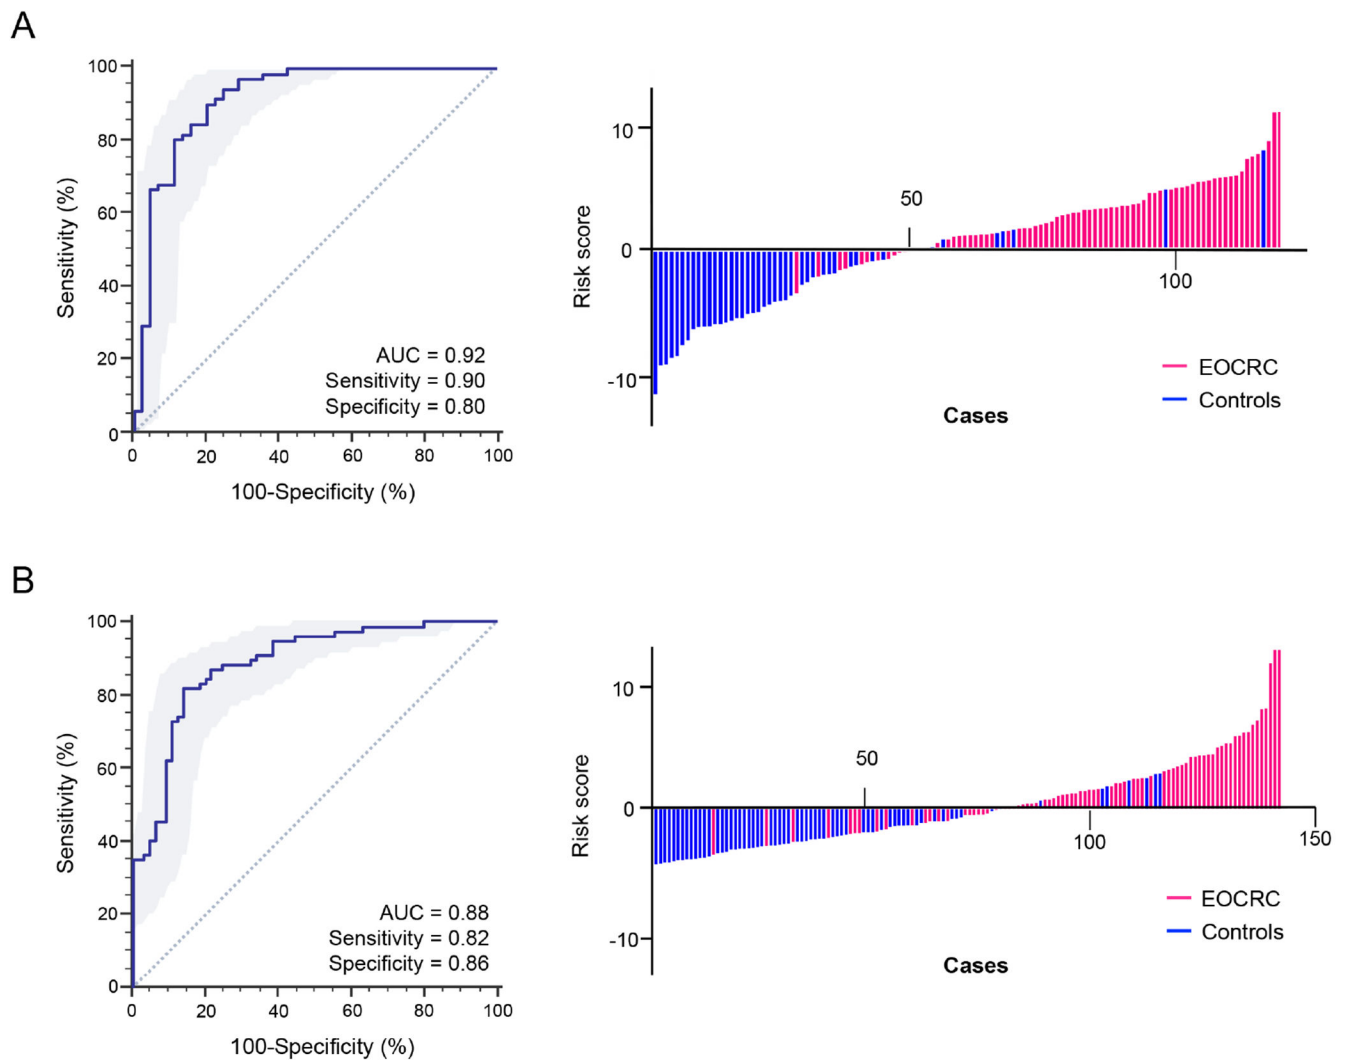 A
100
80
60
40
20
0
Sensitivity (%)
AUC = 0.92
Sensitivity = 0.90
Specificity = 0.80
0 20 40 60 80 100
100-Specificity (%)
10
0
-10
Risk score
50
100
EOCRC
Controls
Cases
B
100
80
60
40
20
0
Sensitivity (%)
AUC = 0.88
Sensitivity = 0.82
Specificity = 0.86
0 20 40 60 80 100
100-Specificity (%)
10
0
-10
Risk score
50
100 150
EOCRC
Controls
Cases